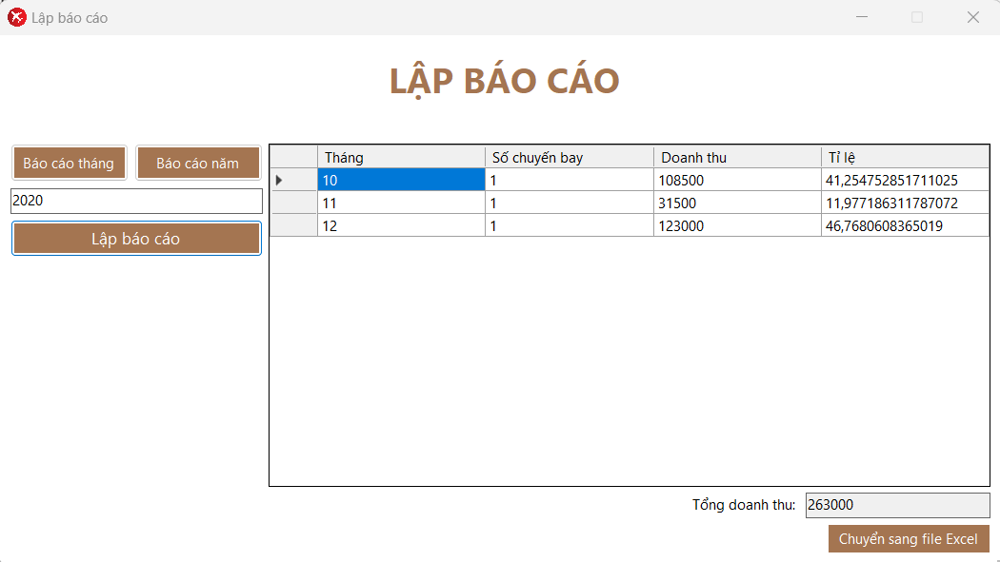 Lập báo cáo
LẬP BÁO CÁO
Báo cáo tháng Báo cáo năm
2020
Lập báo cáo
Tháng Số chuyến bay Doanh thu Tỉ lệ
10 1 108500 41,254752851711025
11 1 31500 11,977186311787072
12 1 123000 46,7680608365019
Tổng doanh thu: 263000
Chuyển sang file Excel